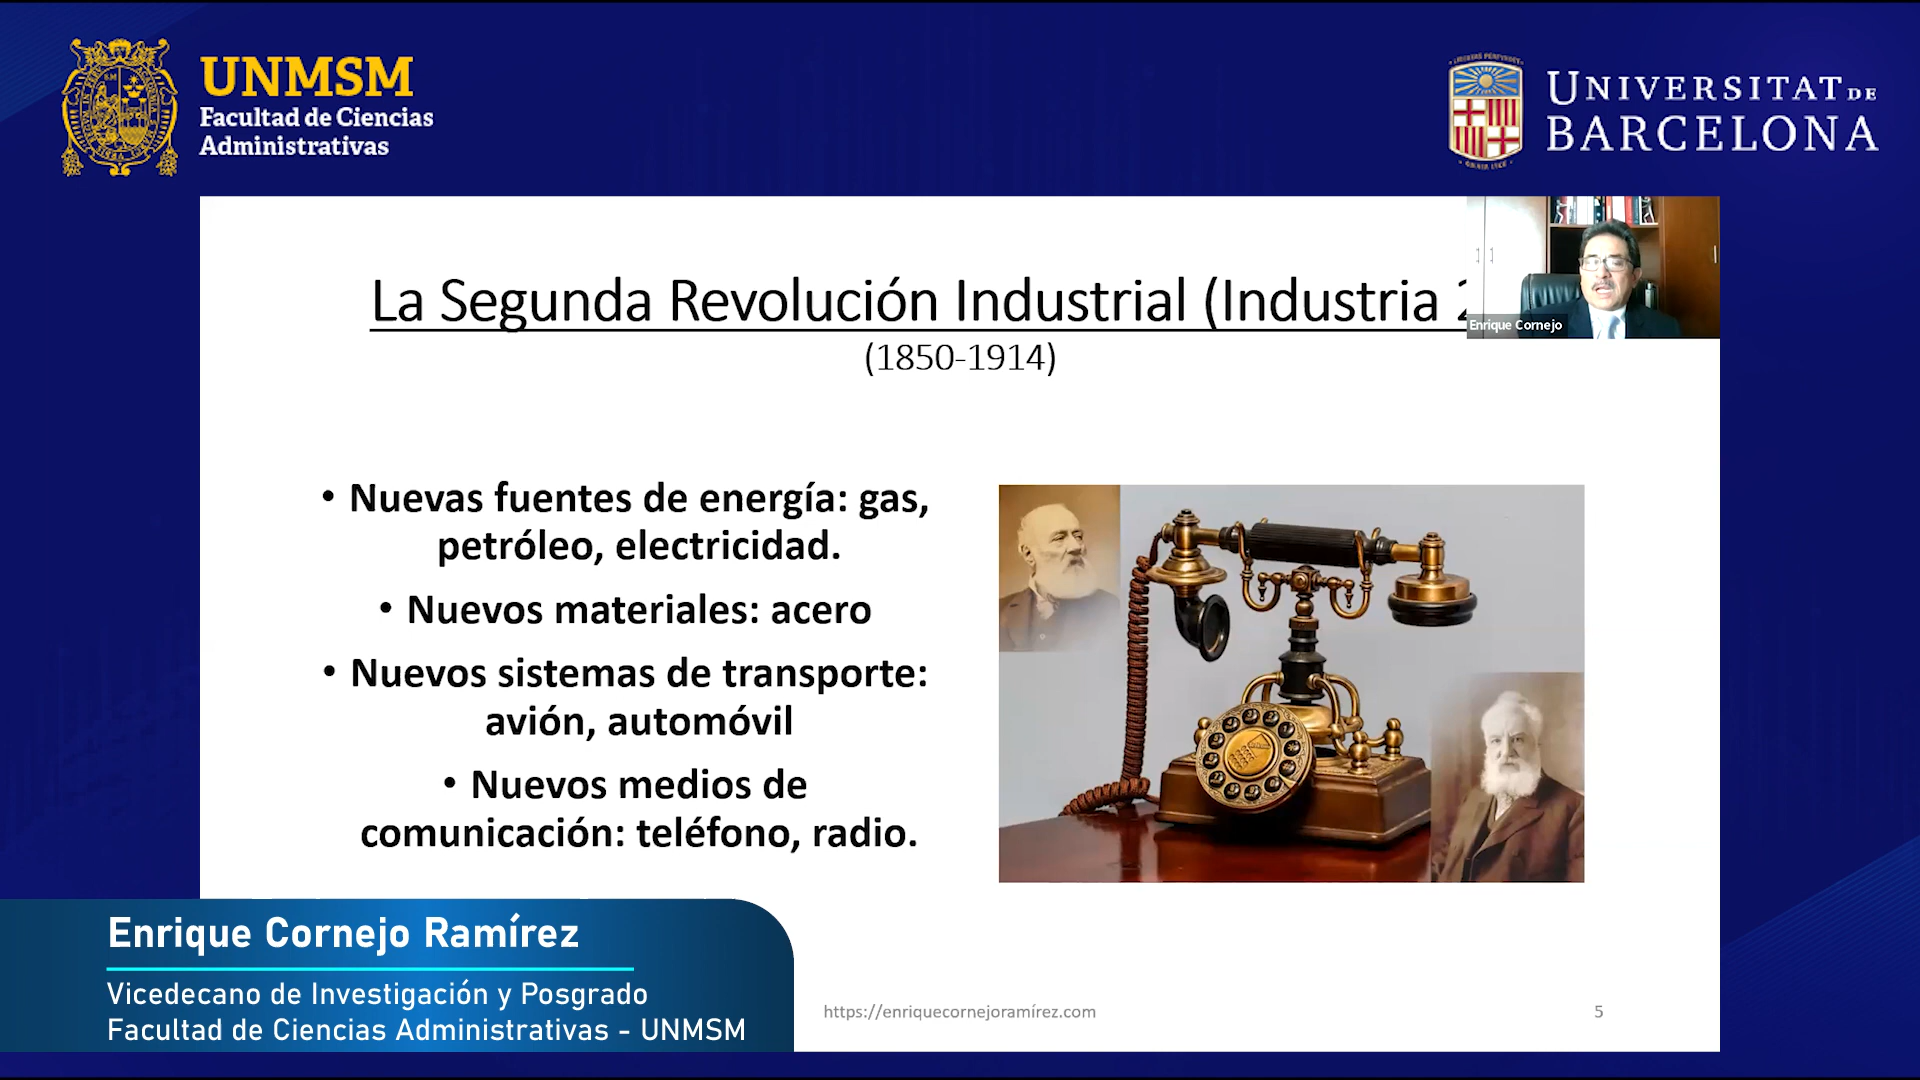 UNMSM
Facultad de Ciencias
Administrativas
UNIVERSITAT DE
BARCELONA
La Segunda Revolución Industrial (Industria 2
(1850-1914)
Enrique Cornejo
• Nuevas fuentes de energía: gas,
petróleo, electricidad.
• Nuevos materiales: acero
• Nuevos sistemas de transporte:
avión, automóvil
• Nuevos medios de
comunicación: teléfono, radio.
Enrique Cornejo Ramírez
Vicedecano de Investigación y Posgrado
Facultad de Ciencias Administrativas - UNMSM
https://enriquecornejoramírez.com
5